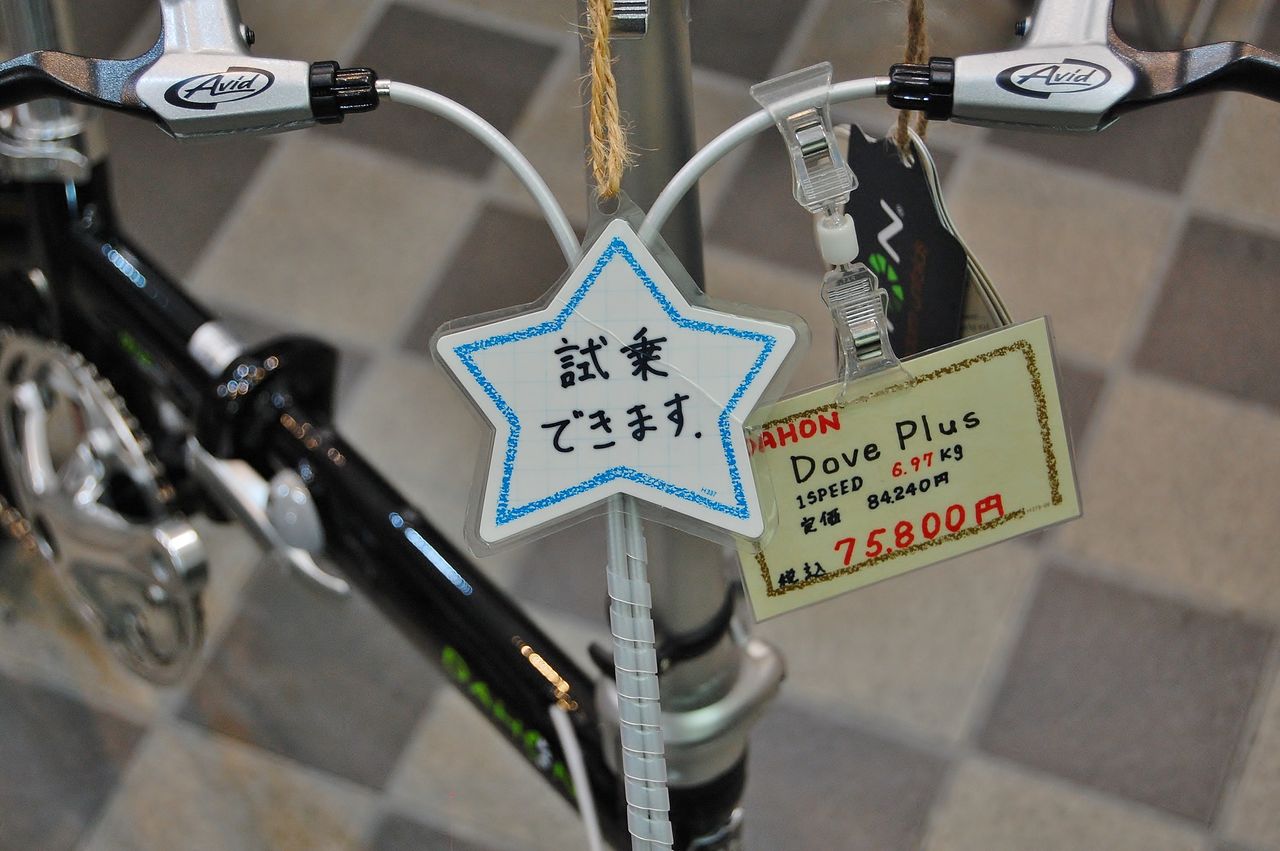 Avid
Avid
試乗
できます.
DAHON
Dove Plus
1SPEED 6.97 Kg
定価 84.240円
75.800円
税込